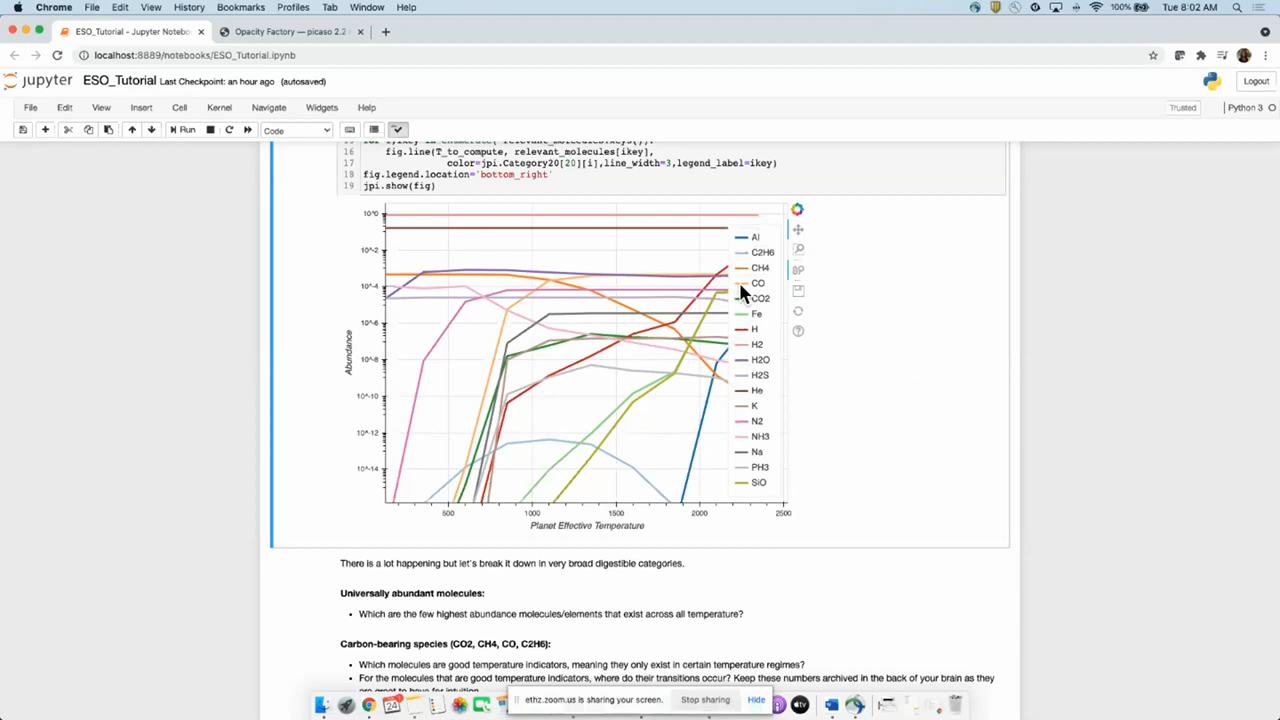 Chrome File Edit View History Bookmarks Profiles Tab Window Help 100% Tue 8:02 AM
ESO_Tutorial - Jupyter Notebo Opacity Factory — picaso 2.2
localhost:8889/notebooks/ESO_Tutorial.ipynb
jupyter ESO_Tutorial Last Checkpoint: an hour ago (autosaved) Logout
File Edit View Insert Cell Kernel Navigate Widgets Help Trusted Python 3
Run Code
16 fig.line(T_to_compute, relevant_molecules[ikey],
17 color=jpi.Category20[20][i],line_width=3,legend_label=ikey)
18 fig.legend.location='bottom_right'
19 jpi.show(fig)
10^0
10^-2
10^-4
10^-6
10^-8
10^-10
10^-12
10^-14
Abundance
Al
C2H6
CH4
CO
CO2
Fe
H
H2
H2O
H2S
He
K
N2
NH3
Na
PH3
SiO
500 1000 1500 2000 2500
Planet Effective Temperature
There is a lot happening but let's break it down in very broad digestible categories.
Universally abundant molecules:
• Which are the few highest abundance molecules/elements that exist across all temperature?
Carbon-bearing species (CO2, CH4, CO, C2H6):
• Which molecules are good temperature indicators, meaning they only exist in certain temperature regimes?
• For the molecules that are good temperature indicators, where do their transitions occur? Keep these numbers archived in the back of your brain as they
are great to have for intuition
ethz.zoom.us is sharing your screen. Stop sharing Hide
24